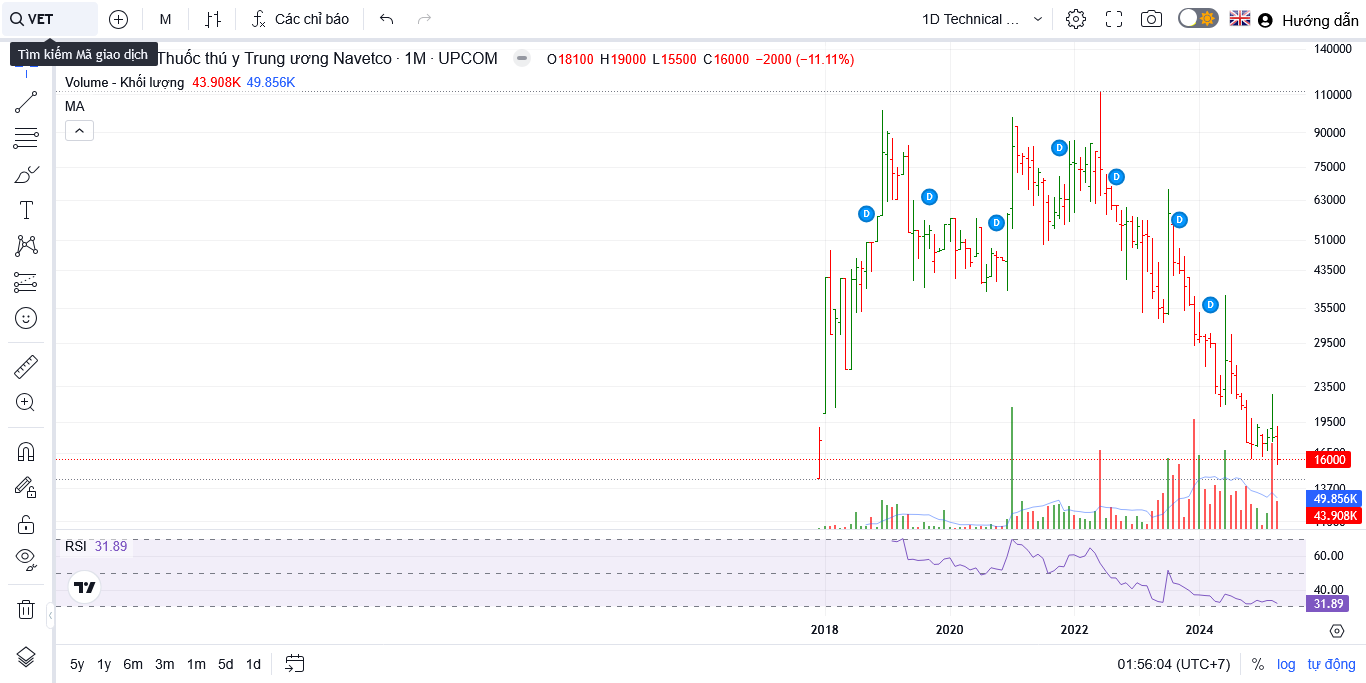 VET
M
Các chỉ báo
1D Technical ...
Hướng dẫn
Tìm kiếm Mã giao dịch
Thuốc thú y Trung ương Navetco · 1M · UPCOM
O18100 H19000 L15500 C16000 −2000 (−11.11%)
Volume - Khối lượng 43.908K 49.856K
MA
140000
110000
90000
75000
63000
51000
43500
35500
29500
23500
19500
16000
13700
49.856K
43.908K
D
D
D
D
D
D
D
RSI 31.89
60.00
40.00
31.89
2018
2020
2022
2024
5y 1y 6m 3m 1m 5d 1d
01:56:04 (UTC+7)
% log tự động